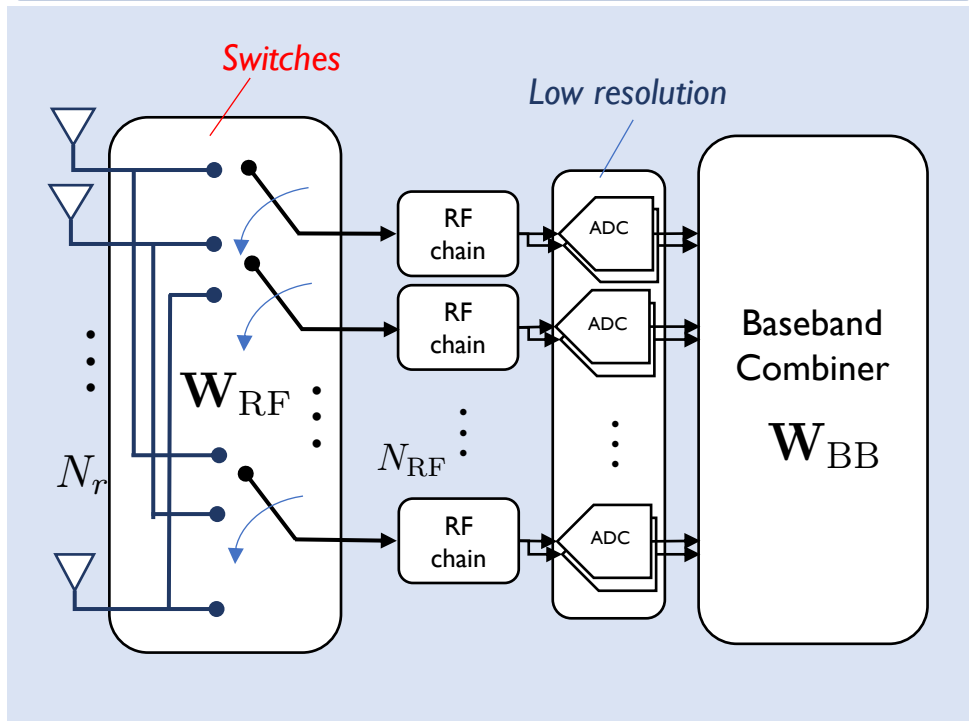 Switches
Low resolution
RF
chain
ADC
RF
chain
ADC
Baseband
Combiner
W_RF
W_BB
N_r
N_RF
RF
chain
ADC